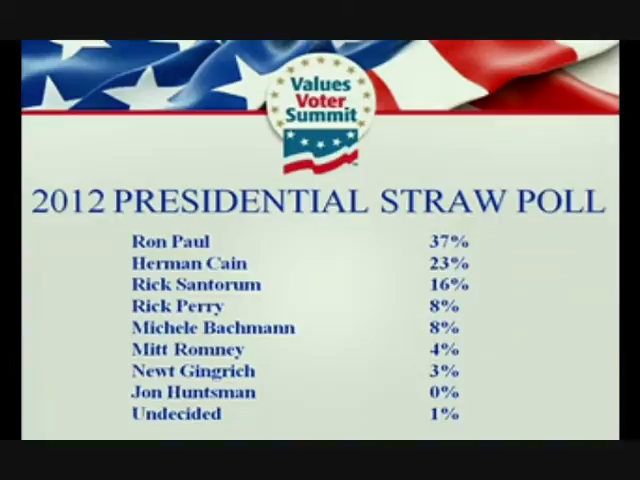 Values
Voter
Summit
2012 PRESIDENTIAL STRAW POLL
Ron Paul 37%
Herman Cain 23%
Rick Santorum 16%
Rick Perry 8%
Michele Bachmann 8%
Mitt Romney 4%
Newt Gingrich 3%
Jon Huntsman 0%
Undecided 1%